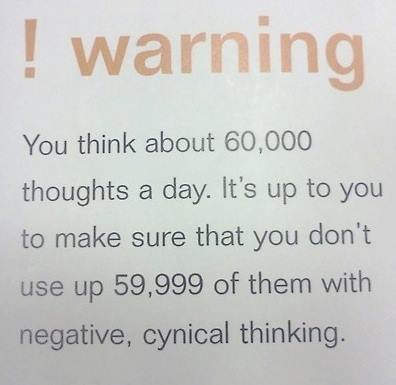 ! warning
You think about 60,000
thoughts a day. It's up to you
to make sure that you don't
use up 59,999 of them with
negative, cynical thinking.